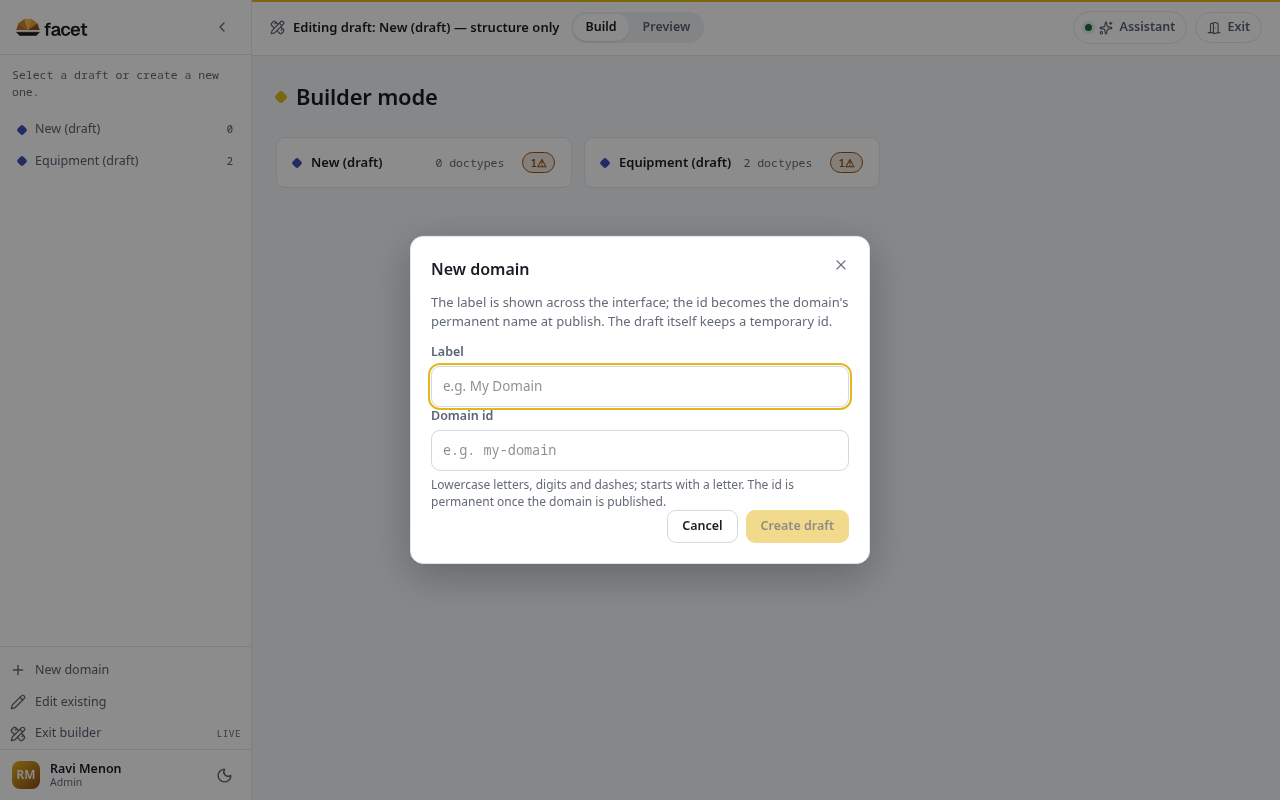 facet
Editing draft: New (draft) — structure only
Build
Preview
Assistant
Exit
Select a draft or create a new
one.
New (draft)
0
Equipment (draft)
2
Builder mode
New (draft)
0 doctypes
1⚠
Equipment (draft)
2 doctypes
1⚠
New domain
The label is shown across the interface; the id becomes the domain's
permanent name at publish. The draft itself keeps a temporary id.
Label
e.g. My Domain
Domain id
e.g. my-domain
Lowercase letters, digits and dashes; starts with a letter. The id is
permanent once the domain is published.
Cancel
Create draft
New domain
Edit existing
Exit builder
LIVE
RM
Ravi Menon
Admin